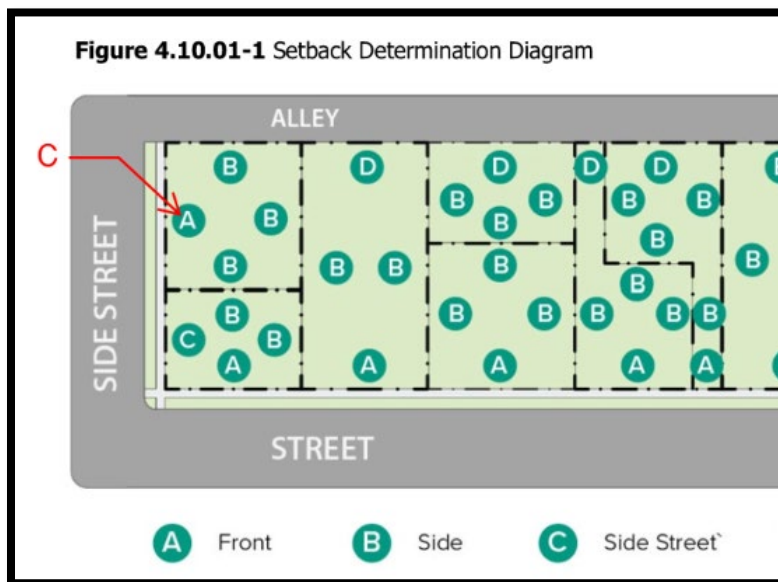 Figure 4.10.01-1 Setback Determination Diagram
ALLEY
C
B D D D D
B B B B
A B B
B B B B B
B B B
C B B B B B B
A A A A A
SIDE STREET
STREET
A Front B Side C Side Street`